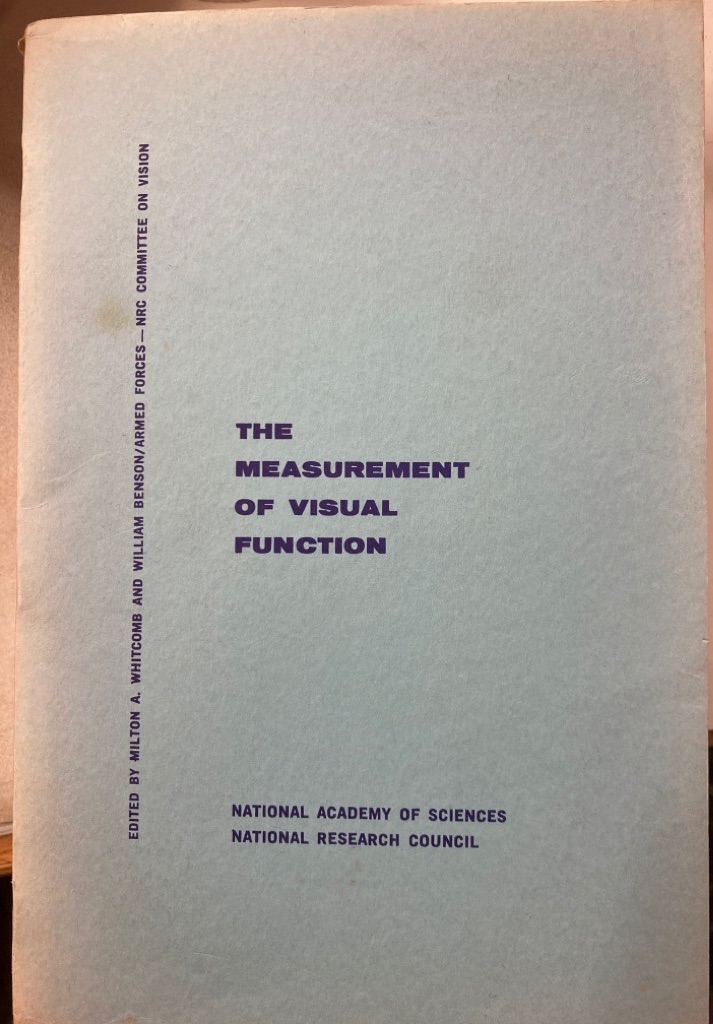 EDITED BY MILTON A. WHITCOMB AND WILLIAM BENSON/ARMED FORCES—NRC COMMITTEE ON VISION
THE
MEASUREMENT
OF VISUAL
FUNCTION
NATIONAL ACADEMY OF SCIENCES
NATIONAL RESEARCH COUNCIL